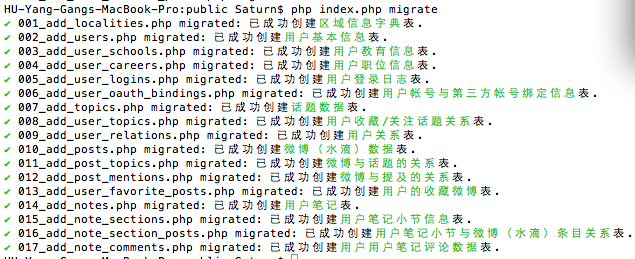 HU-Yang-Gangs-MacBook-Pro:public Saturn$ php index.php migrate
✔ 001_add_localities.php migrated: 已成功创建区域信息字典表.
✔ 002_add_users.php migrated: 已成功创建用户基本信息表.
✔ 003_add_user_schools.php migrated: 已成功创建用户教育信息表.
✔ 004_add_user_careers.php migrated: 已成功创建用户职位信息表.
✔ 005_add_user_logins.php migrated: 已成功创建用户登录日志表.
✔ 006_add_user_oauth_bindings.php migrated: 已成功创建用户帐号与第三方帐号绑定信息表.
✔ 007_add_topics.php migrated: 已成功创建话题数据表.
✔ 008_add_user_topics.php migrated: 已成功创建用户收藏/关注话题关系表.
✔ 009_add_user_relations.php migrated: 已成功创建用户关系表.
✔ 010_add_posts.php migrated: 已成功创建微博（水滴）数据表.
✔ 011_add_post_topics.php migrated: 已成功创建微博与话题的关系表.
✔ 012_add_post_mentions.php migrated: 已成功创建微博与提及的关系表.
✔ 013_add_user_favorite_posts.php migrated: 已成功创建用户的收藏微博表.
✔ 014_add_notes.php migrated: 已成功创建用户笔记表.
✔ 015_add_note_sections.php migrated: 已成功创建用户笔记小节信息表.
✔ 016_add_note_section_posts.php migrated: 已成功创建用户笔记小节与微博（水滴）条目关系表.
✔ 017_add_note_comments.php migrated: 已成功创建用户用户笔记评论数据表.
HU-Yang-Gangs-MacBook-Pro:public Saturn$